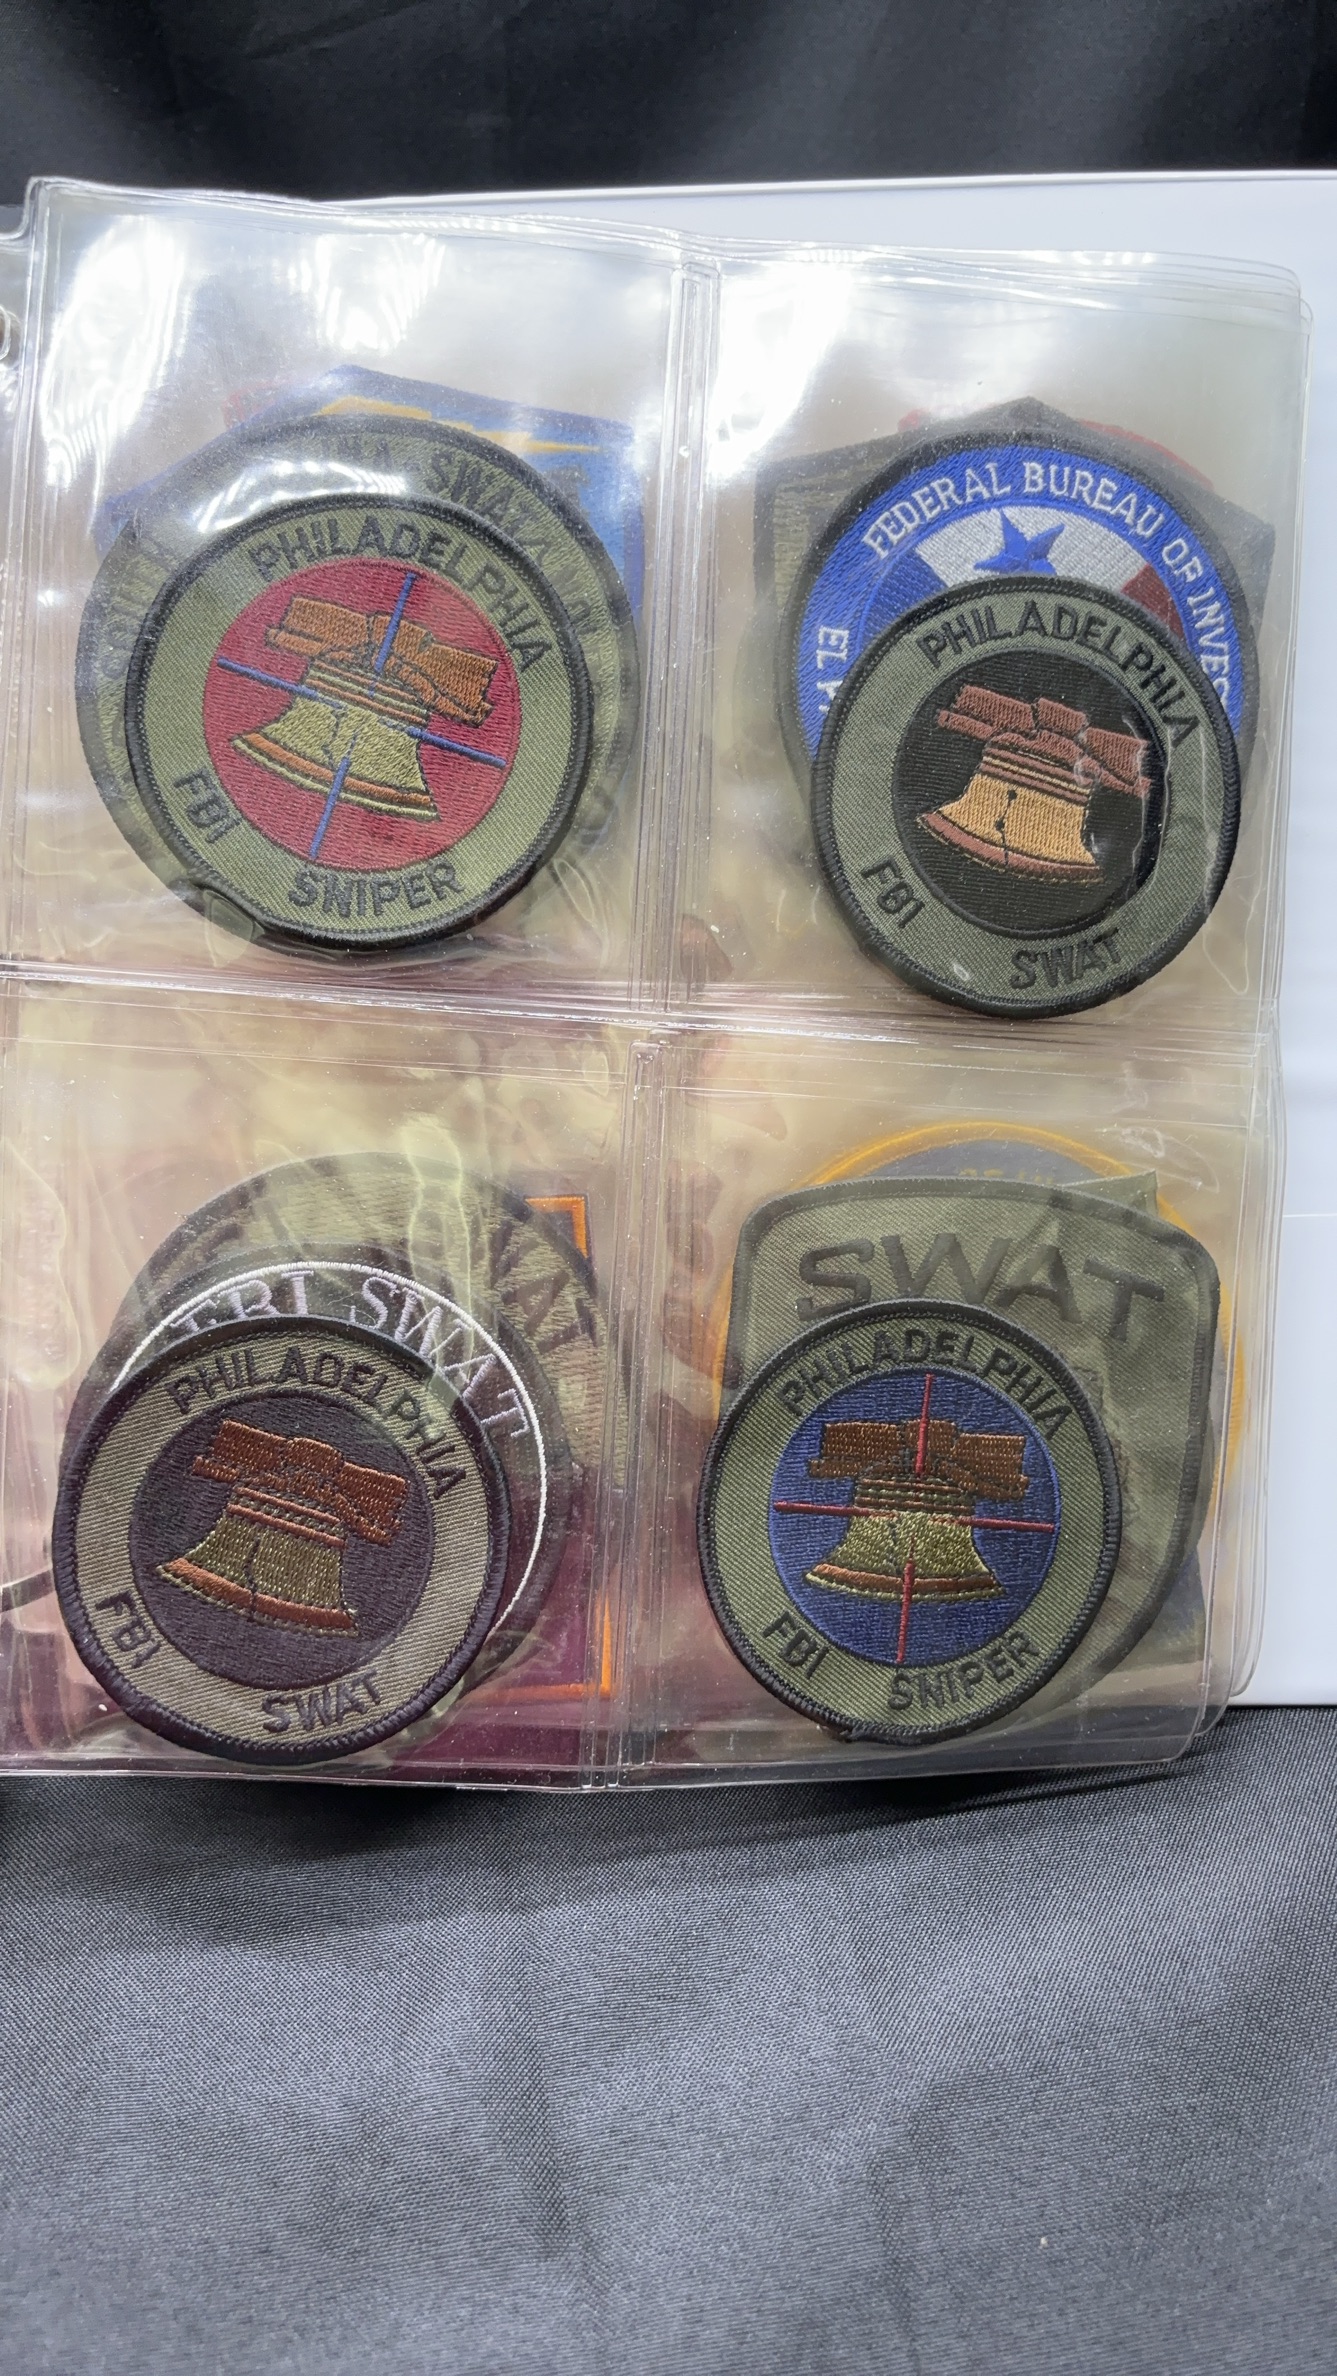 SWAT
PHILADELPHIA
FBI SNIPER
FEDERAL BUREAU OF INVES
EL
PHILADELPHIA
FBI SWAT
FBI SWAT
PHILADELPHIA
FBI SWAT
SWAT
PHILADELPHIA
FBI SNIPER